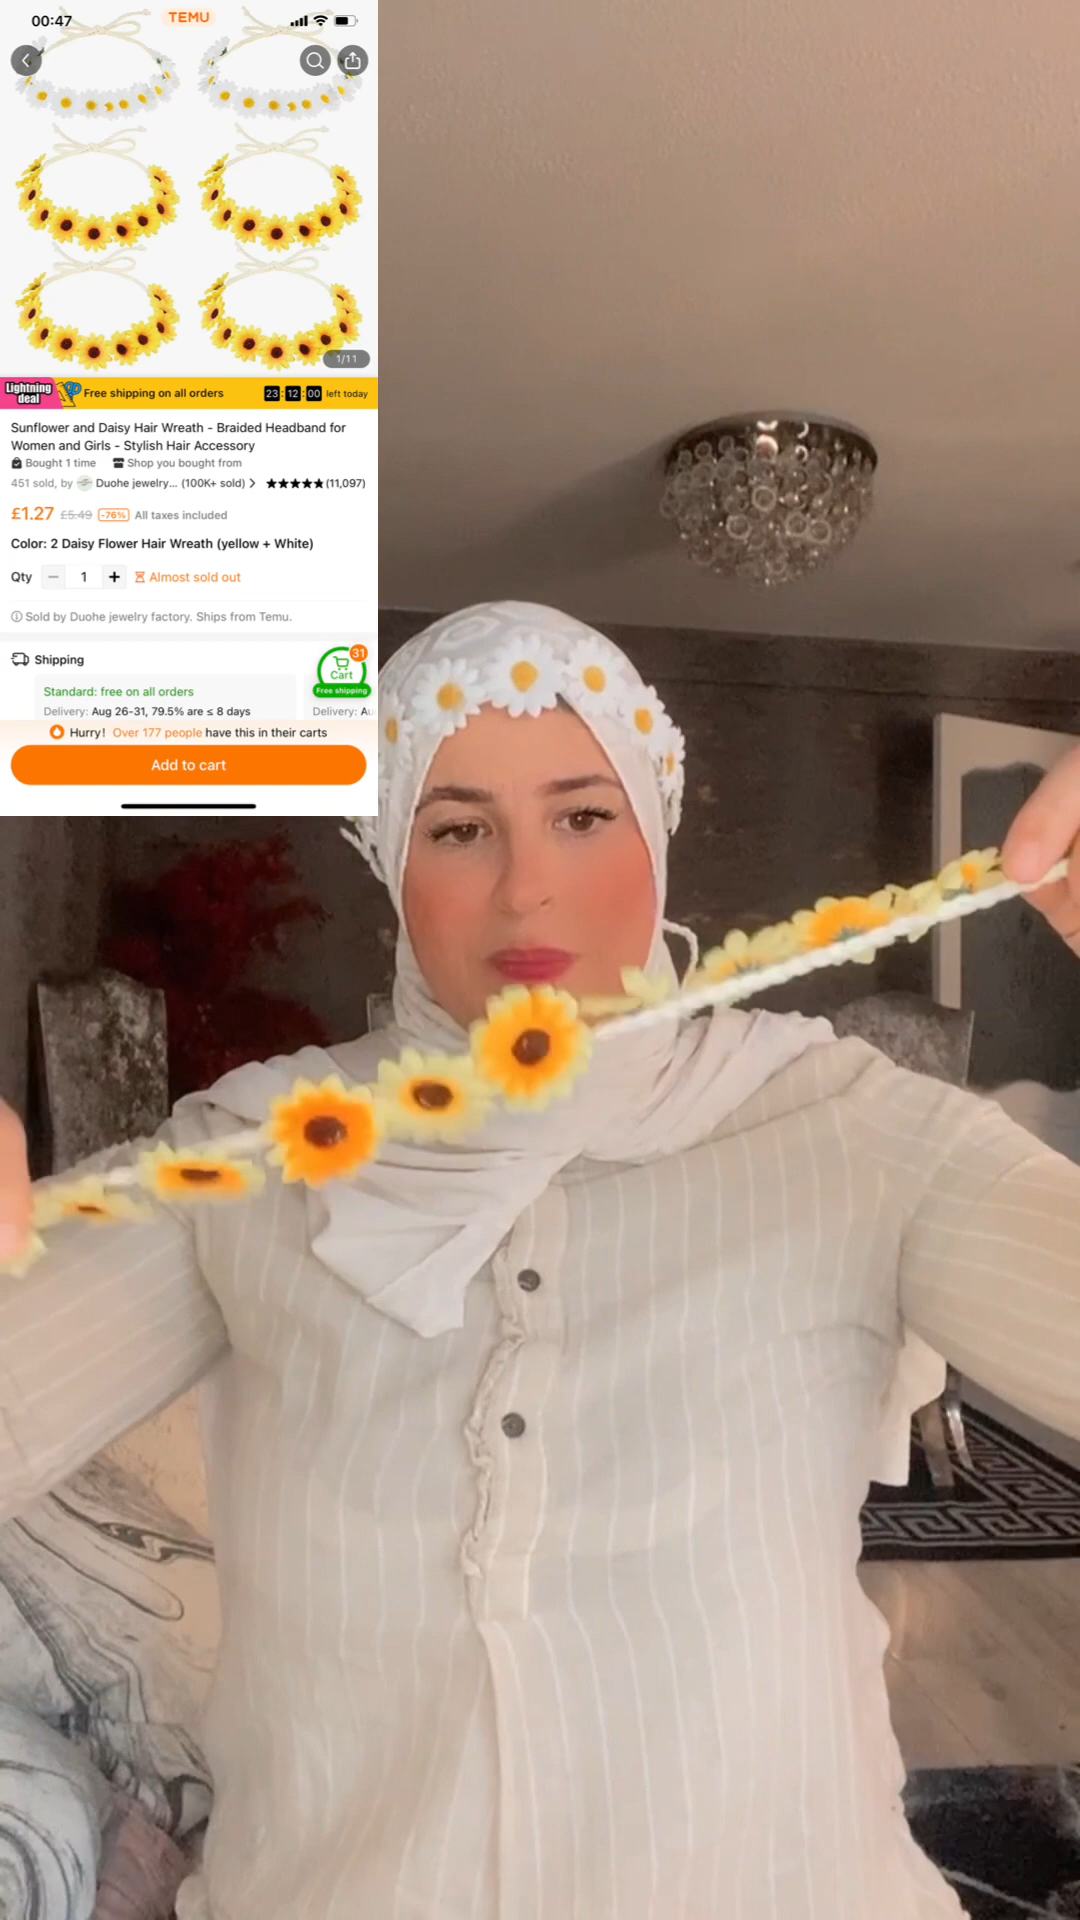 00:47
TEMU
1/11
Lightning deal
Free shipping on all orders
23:12:00 left today
Sunflower and Daisy Hair Wreath - Braided Headband for
Women and Girls - Stylish Hair Accessory
Bought 1 time Shop you bought from
451 sold, by Duohe jewelry... (100K+ sold) > ★★★★★ (11,097)
£1.27 £5.49 -76% All taxes included
Color: 2 Daisy Flower Hair Wreath (yellow + White)
Qty − 1 + Almost sold out
Sold by Duohe jewelry factory. Ships from Temu.
Shipping
31
Cart
Free shipping
Standard: free on all orders
Delivery: Aug 26-31, 79.5% are ≤ 8 days
Delivery: Au
Hurry! Over 177 people have this in their carts
Add to cart